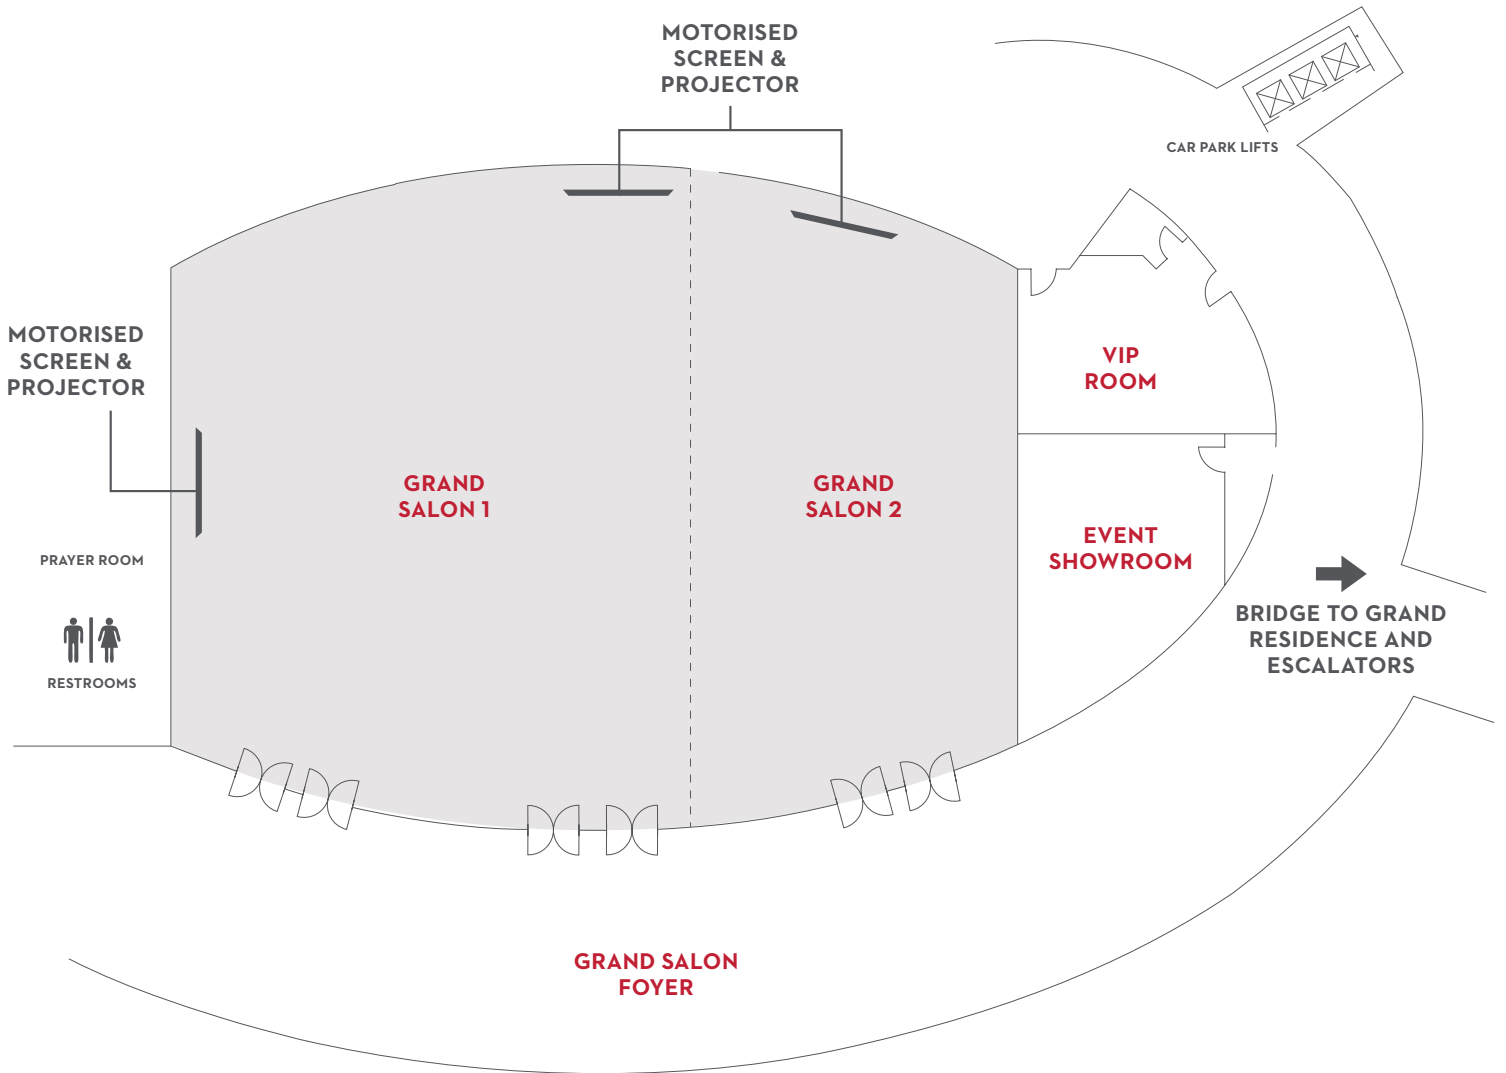 MOTORISED
SCREEN &
PROJECTOR
CAR PARK LIFTS
MOTORISED
SCREEN &
PROJECTOR
VIP
ROOM
GRAND
SALON 1
GRAND
SALON 2
EVENT
SHOWROOM
PRAYER ROOM
RESTROOMS
BRIDGE TO GRAND
RESIDENCE AND
ESCALATORS
GRAND SALON
FOYER